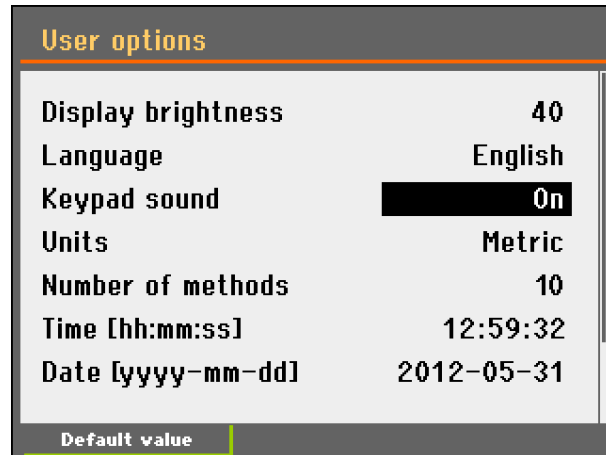 User options
Display brightness 40
Language English
Keypad sound On
Units Metric
Number of methods 10
Time [hh:mm:ss] 12:59:32
Date [yyyy-mm-dd] 2012-05-31
Default value